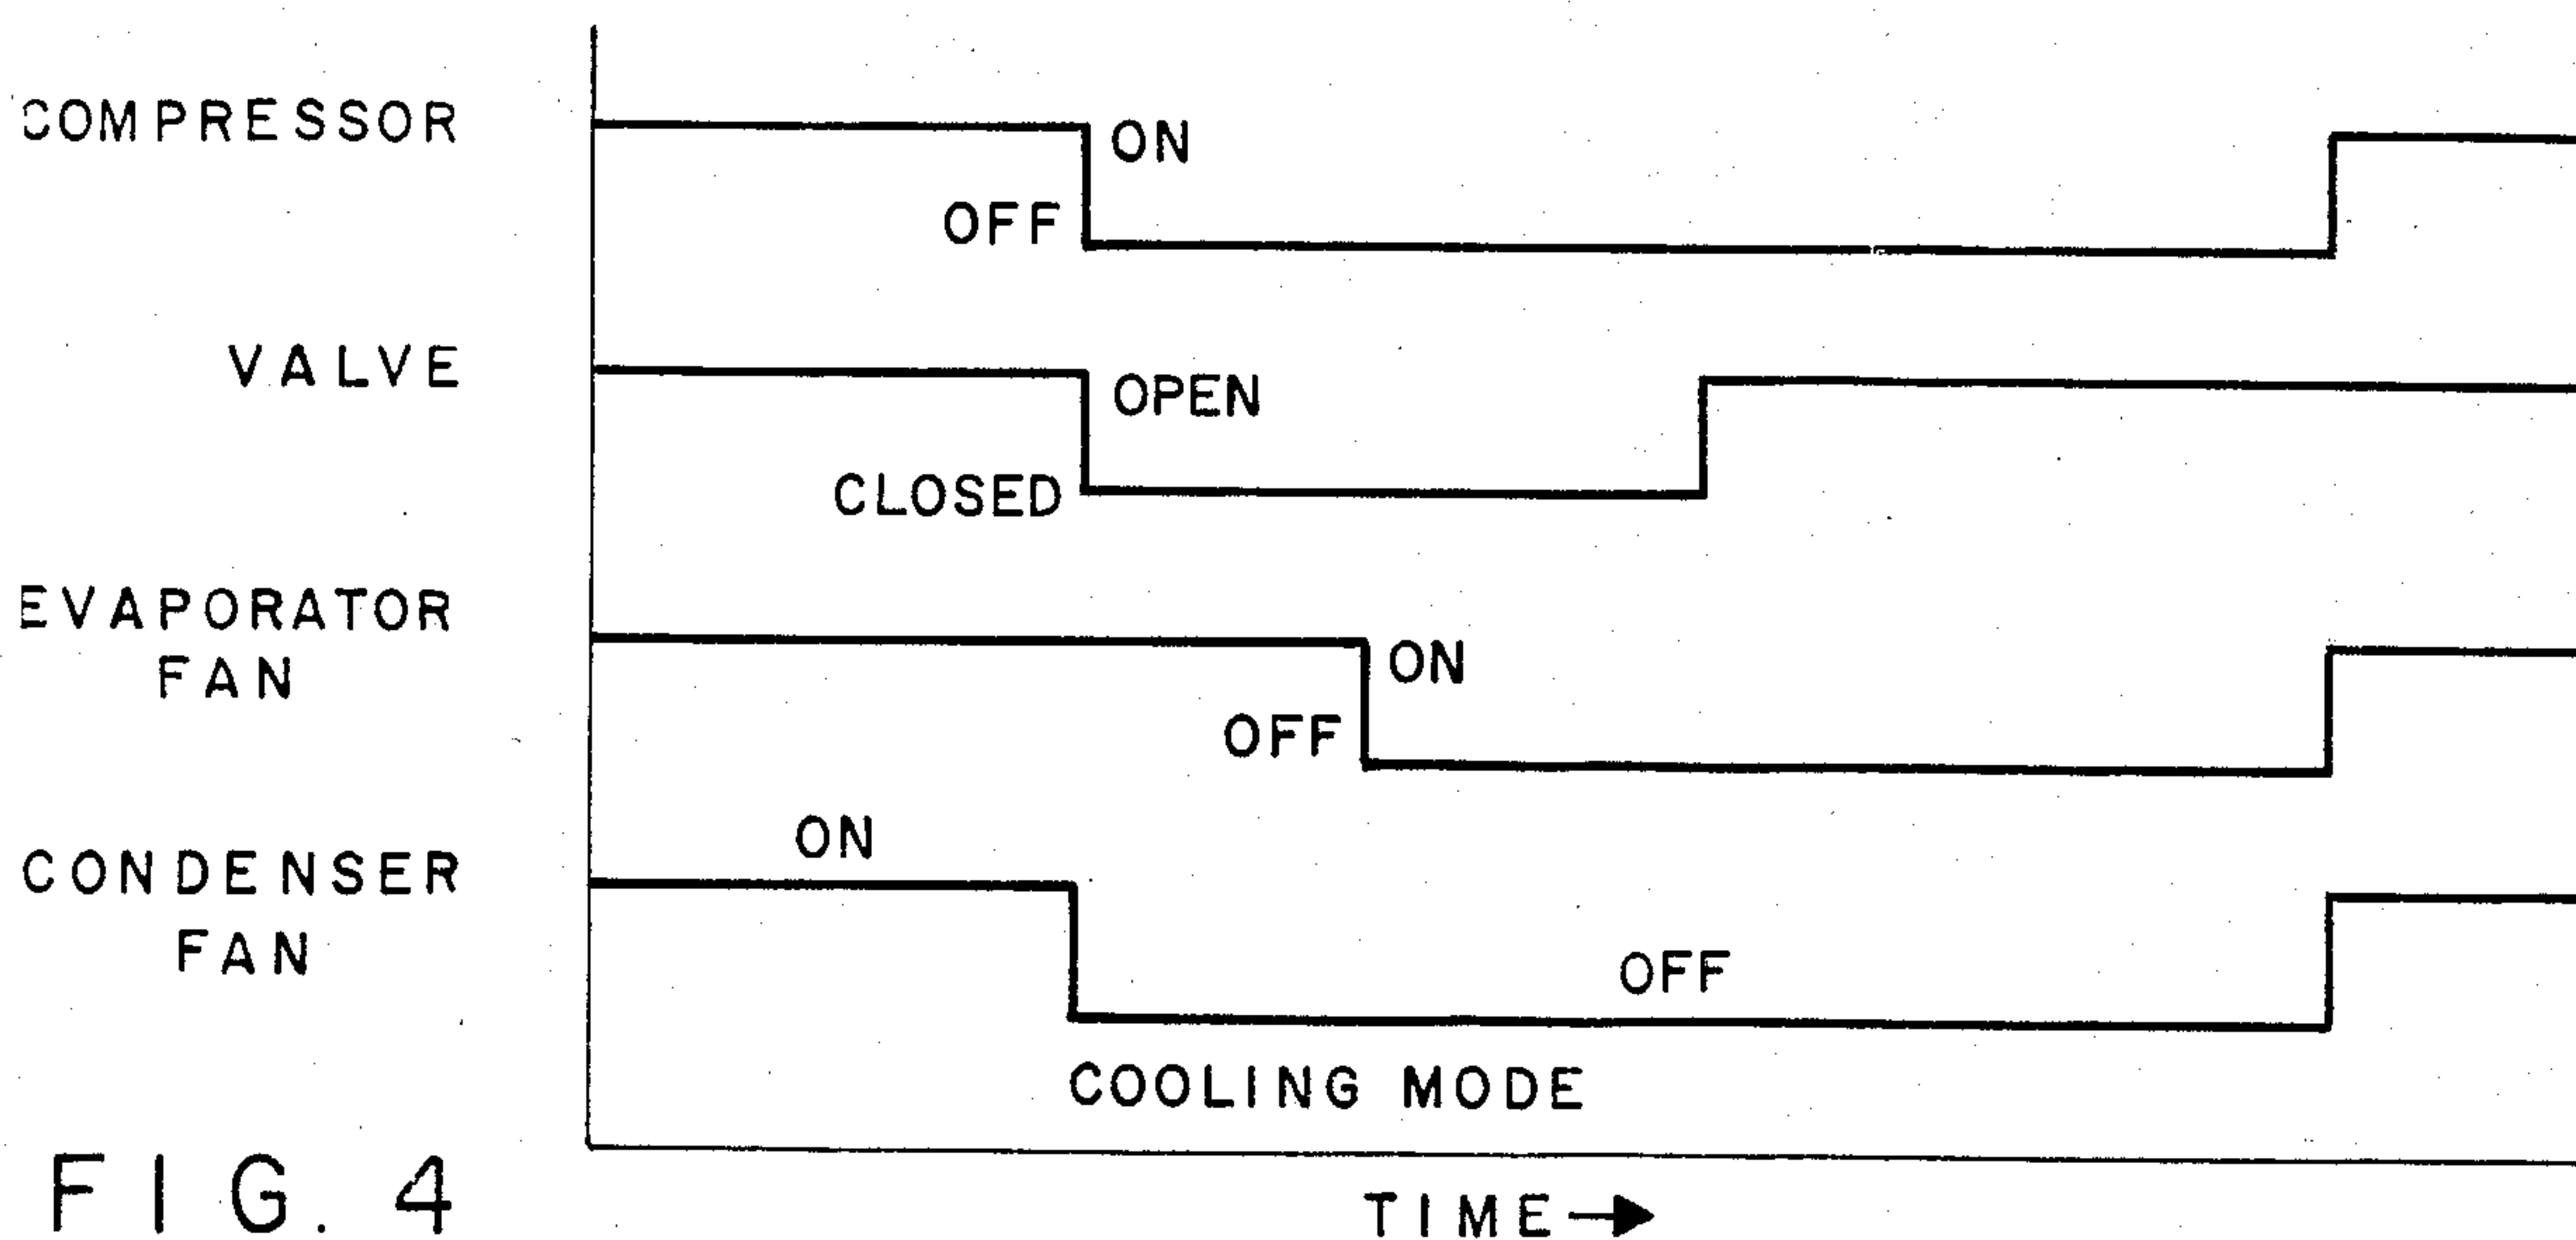 COMPRESSOR
ON
OFF
VALVE
OPEN
CLOSED
EVAPORATOR
FAN
ON
OFF
ON
CONDENSER
FAN
OFF
COOLING MODE
FIG. 4
TIME→